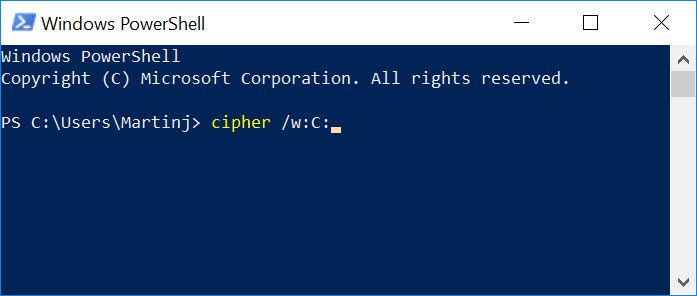 Windows PowerShell
Windows PowerShell
Copyright (C) Microsoft Corporation. All rights reserved.
PS C:\Users\Martinj> cipher /w:C: